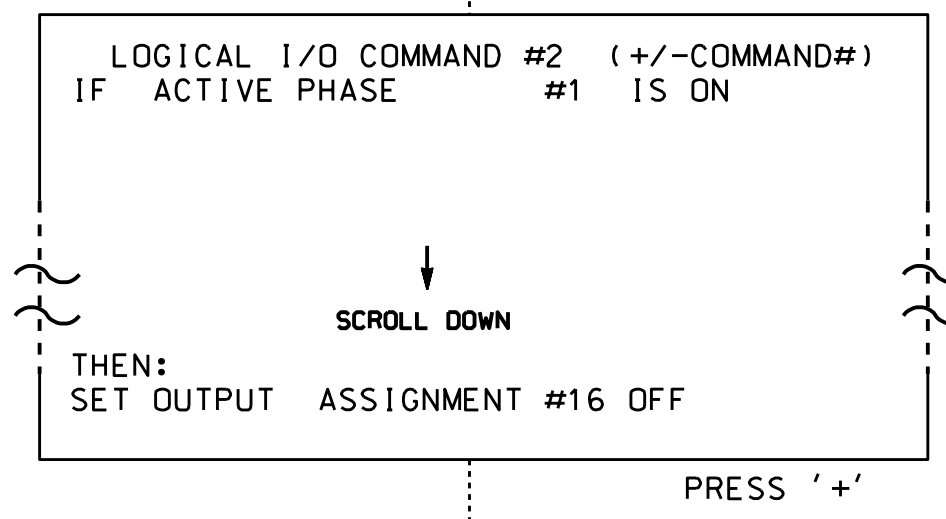 LOGICAL I/O COMMAND #2 (+/-COMMAND#)
IF ACTIVE PHASE #1 IS ON
SCROLL DOWN
THEN:
SET OUTPUT ASSIGNMENT #16 OFF
PRESS '+'